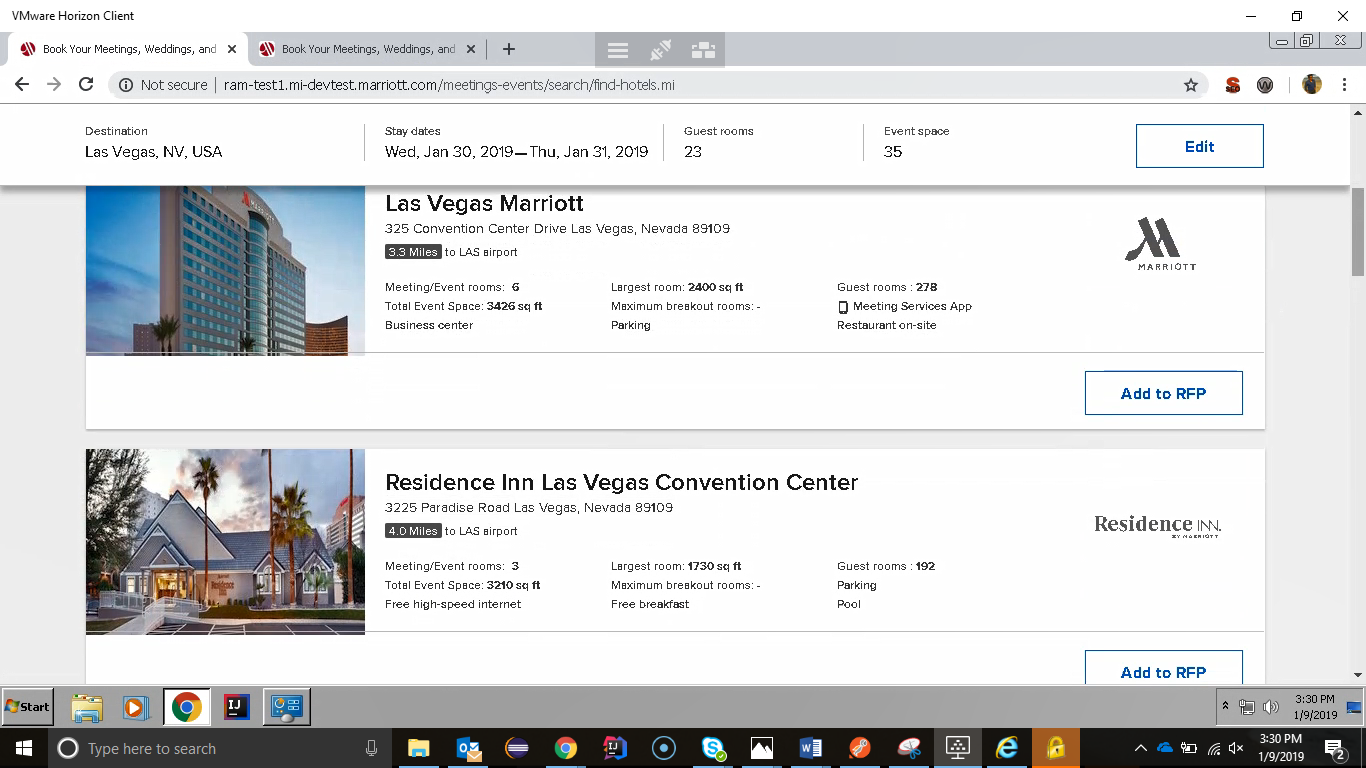 VMware Horizon Client
Book Your Meetings, Weddings, and
Book Your Meetings, Weddings, and
Not secure | ram-test1.mi-devtest.marriott.com/meetings-events/search/find-hotels.mi
Destination
Stay dates
Guest rooms
Event space
Las Vegas, NV, USA
Wed, Jan 30, 2019—Thu, Jan 31, 2019
23
35
Edit
Las Vegas Marriott
325 Convention Center Drive Las Vegas, Nevada 89109
3.3 Miles to LAS airport
MARRIOTT
Meeting/Event rooms: 6
Largest room: 2400 sq ft
Guest rooms : 278
Total Event Space: 3426 sq ft
Maximum breakout rooms: -
Meeting Services App
Business center
Parking
Restaurant on-site
Add to RFP
Residence Inn Las Vegas Convention Center
3225 Paradise Road Las Vegas, Nevada 89109
4.0 Miles to LAS airport
Residence INN.
BY MARRIOTT
Meeting/Event rooms: 3
Largest room: 1730 sq ft
Guest rooms : 192
Total Event Space: 3210 sq ft
Maximum breakout rooms: -
Parking
Free high-speed internet
Free breakfast
Pool
Add to RFP
Start
3:30 PM
1/9/2019
Type here to search
3:30 PM
1/9/2019
2